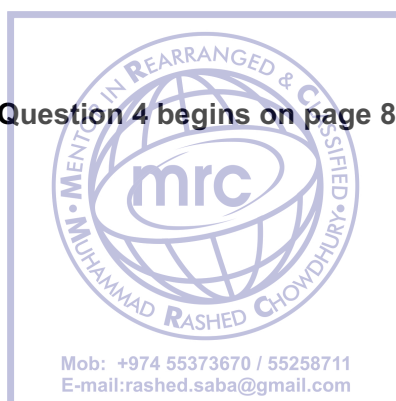 Question 4 begins on page 8
MENTOR IN REARRANGED & CLASSIFIED
mrc
• MUHAMMAD RASHED CHOWDHURY •
Mob: +974 55373670 / 55258711
E-mail:rashed.saba@gmail.com